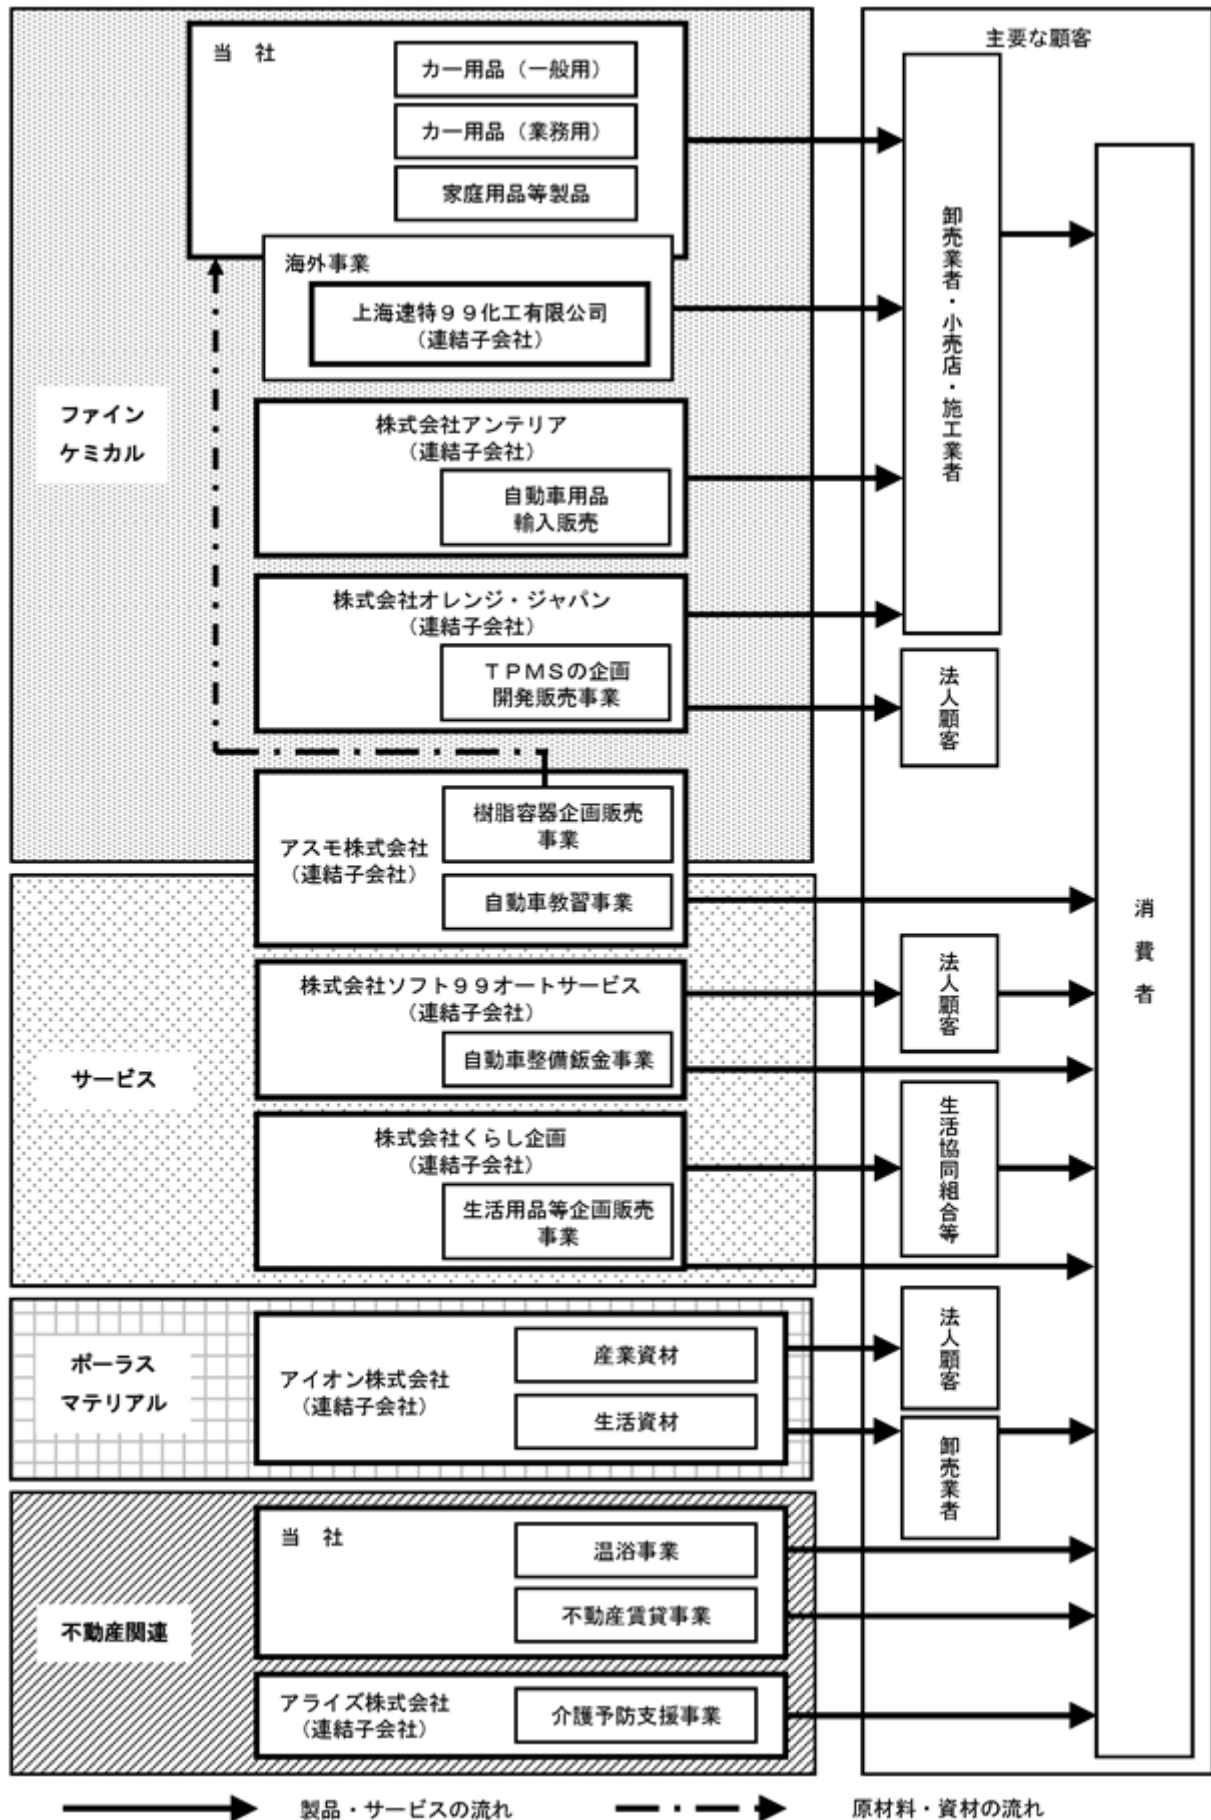 主要な顧客
当　社
カー用品（一般用）
カー用品（業務用）
家庭用品等製品
海外事業
上海速特９９化工有限公司
（連結子会社）
ファイン
ケミカル
株式会社アンテリア
（連結子会社）
自動車用品
輸入販売
株式会社オレンジ・ジャパン
（連結子会社）
ＴＰＭＳの企画
開発販売事業
アスモ株式会社
（連結子会社）
樹脂容器企画販売
事業
自動車教習事業
サービス
株式会社ソフト９９オートサービス
（連結子会社）
自動車整備鈑金事業
株式会社くらし企画
（連結子会社）
生活用品等企画販売
事業
ポーラス
マテリアル
アイオン株式会社
（連結子会社）
産業資材
生活資材
不動産関連
当　社
温浴事業
不動産賃貸事業
アライズ株式会社
（連結子会社）
介護予防支援事業
卸売業者・小売店・施工業者
法人顧客
法人顧客
生活協同組合等
法人顧客
卸売業者
消費者
製品・サービスの流れ
原材料・資材の流れ